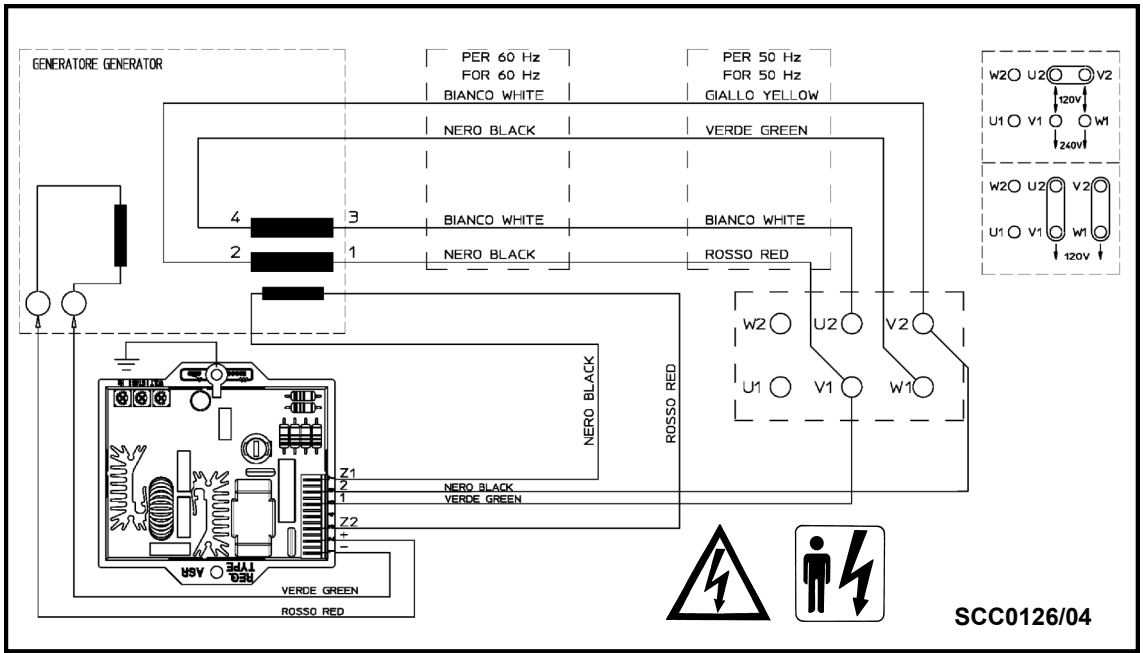 GENERATORE GENERATOR
PER 60 Hz
FOR 60 Hz
PER 50 Hz
FOR 50 Hz
BIANCO WHITE
GIALLO YELLOW
NERO BLACK
VERDE GREEN
4
3
BIANCO WHITE
BIANCO WHITE
2
1
NERO BLACK
ROSSO RED
W2 U2 V2
120V
U1 V1 W1
240V
W2 U2 V2
U1 V1 W1
120V
W2 U2 V2
U1 V1 W1
NERO BLACK
ROSSO RED
Hz STAB VOLT
Z1
2
1
Z2
+
−
NERO BLACK
VERDE GREEN
REG.
TYPE
ASR
VERDE GREEN
ROSSO RED
SCC0126/04